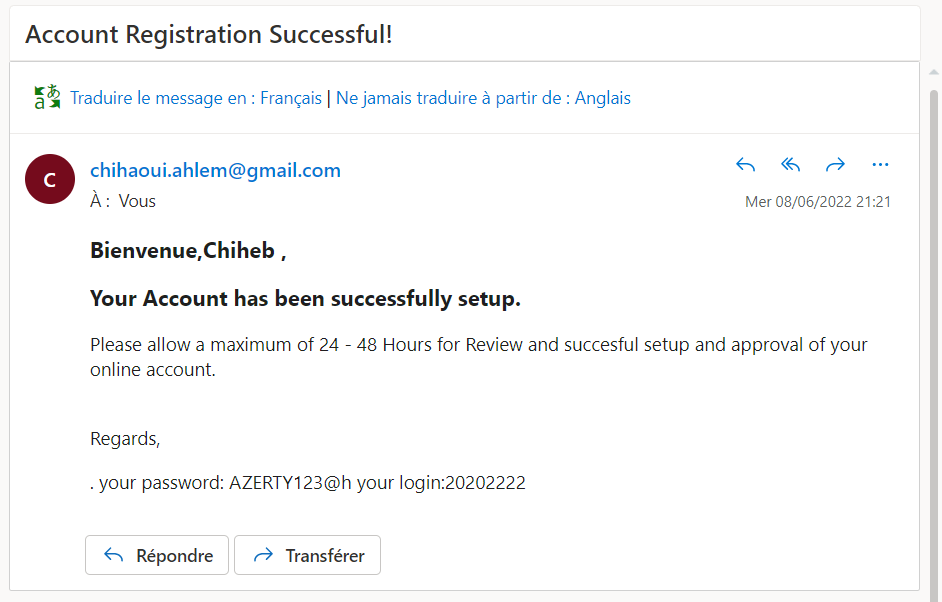 Account Registration Successful!
Traduire le message en : Français | Ne jamais traduire à partir de : Anglais
C
chihaoui.ahlem@gmail.com
À : Vous
Mer 08/06/2022 21:21
Bienvenue,Chiheb ,
Your Account has been successfully setup.
Please allow a maximum of 24 - 48 Hours for Review and succesful setup and approval of your
online account.
Regards,
. your password: AZERTY123@h your login:20202222
Répondre
Transférer